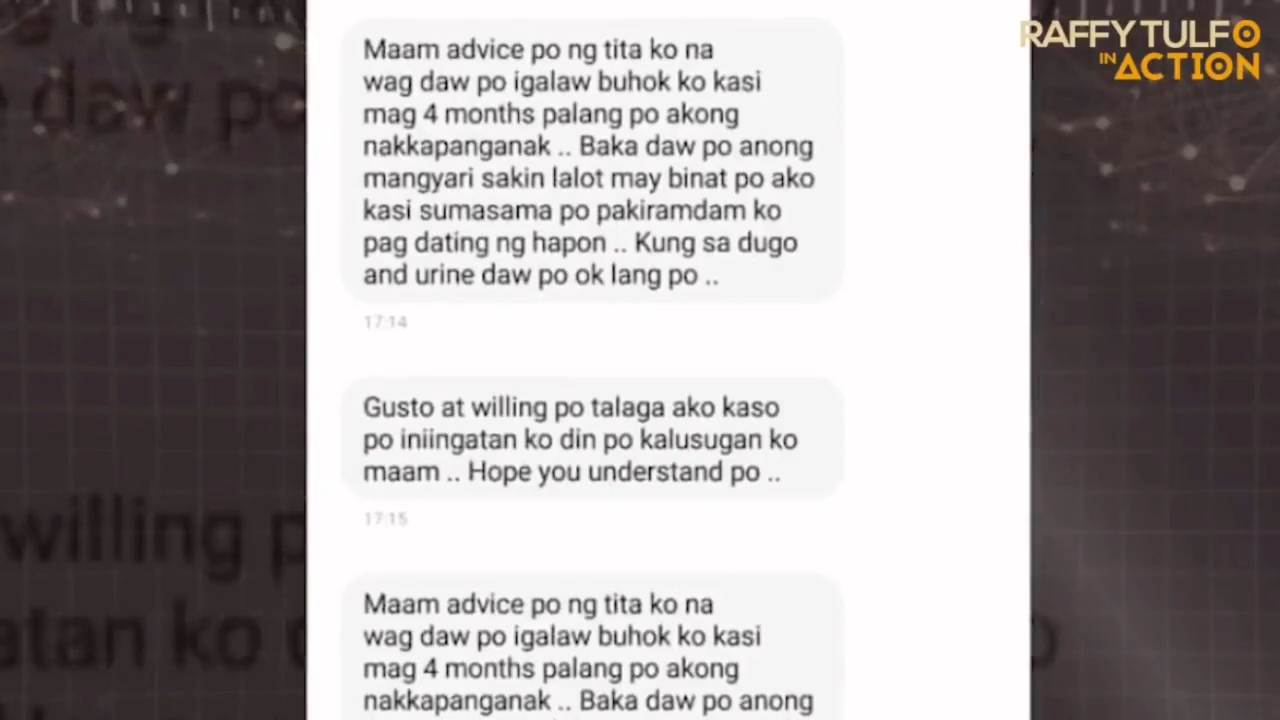 RAFFY TULFO
IN ACTION
Maam advice po ng tita ko na
wag daw po igalaw buhok ko kasi
mag 4 months palang po akong
nakkapanganak .. Baka daw po anong
mangyari sakin lalot may binat po ako
kasi sumasama po pakiramdam ko
pag dating ng hapon .. Kung sa dugo
and urine daw po ok lang po ..
17:14
Gusto at willing po talaga ako kaso
po iniingatan ko din po kalusugan ko
maam .. Hope you understand po ..
17:15
Maam advice po ng tita ko na
wag daw po igalaw buhok ko kasi
mag 4 months palang po akong
nakkapanganak .. Baka daw po anong
daw po
willing p
atan ko